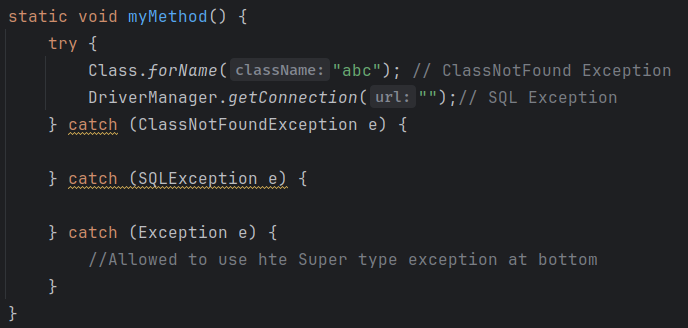 static void myMethod() {
    try {
        Class.forName( className: "abc"); // ClassNotFound Exception
        DriverManager.getConnection( url: "");// SQL Exception
    } catch (ClassNotFoundException e) {

    } catch (SQLException e) {

    } catch (Exception e) {
        //Allowed to use hte Super type exception at bottom
    }
}